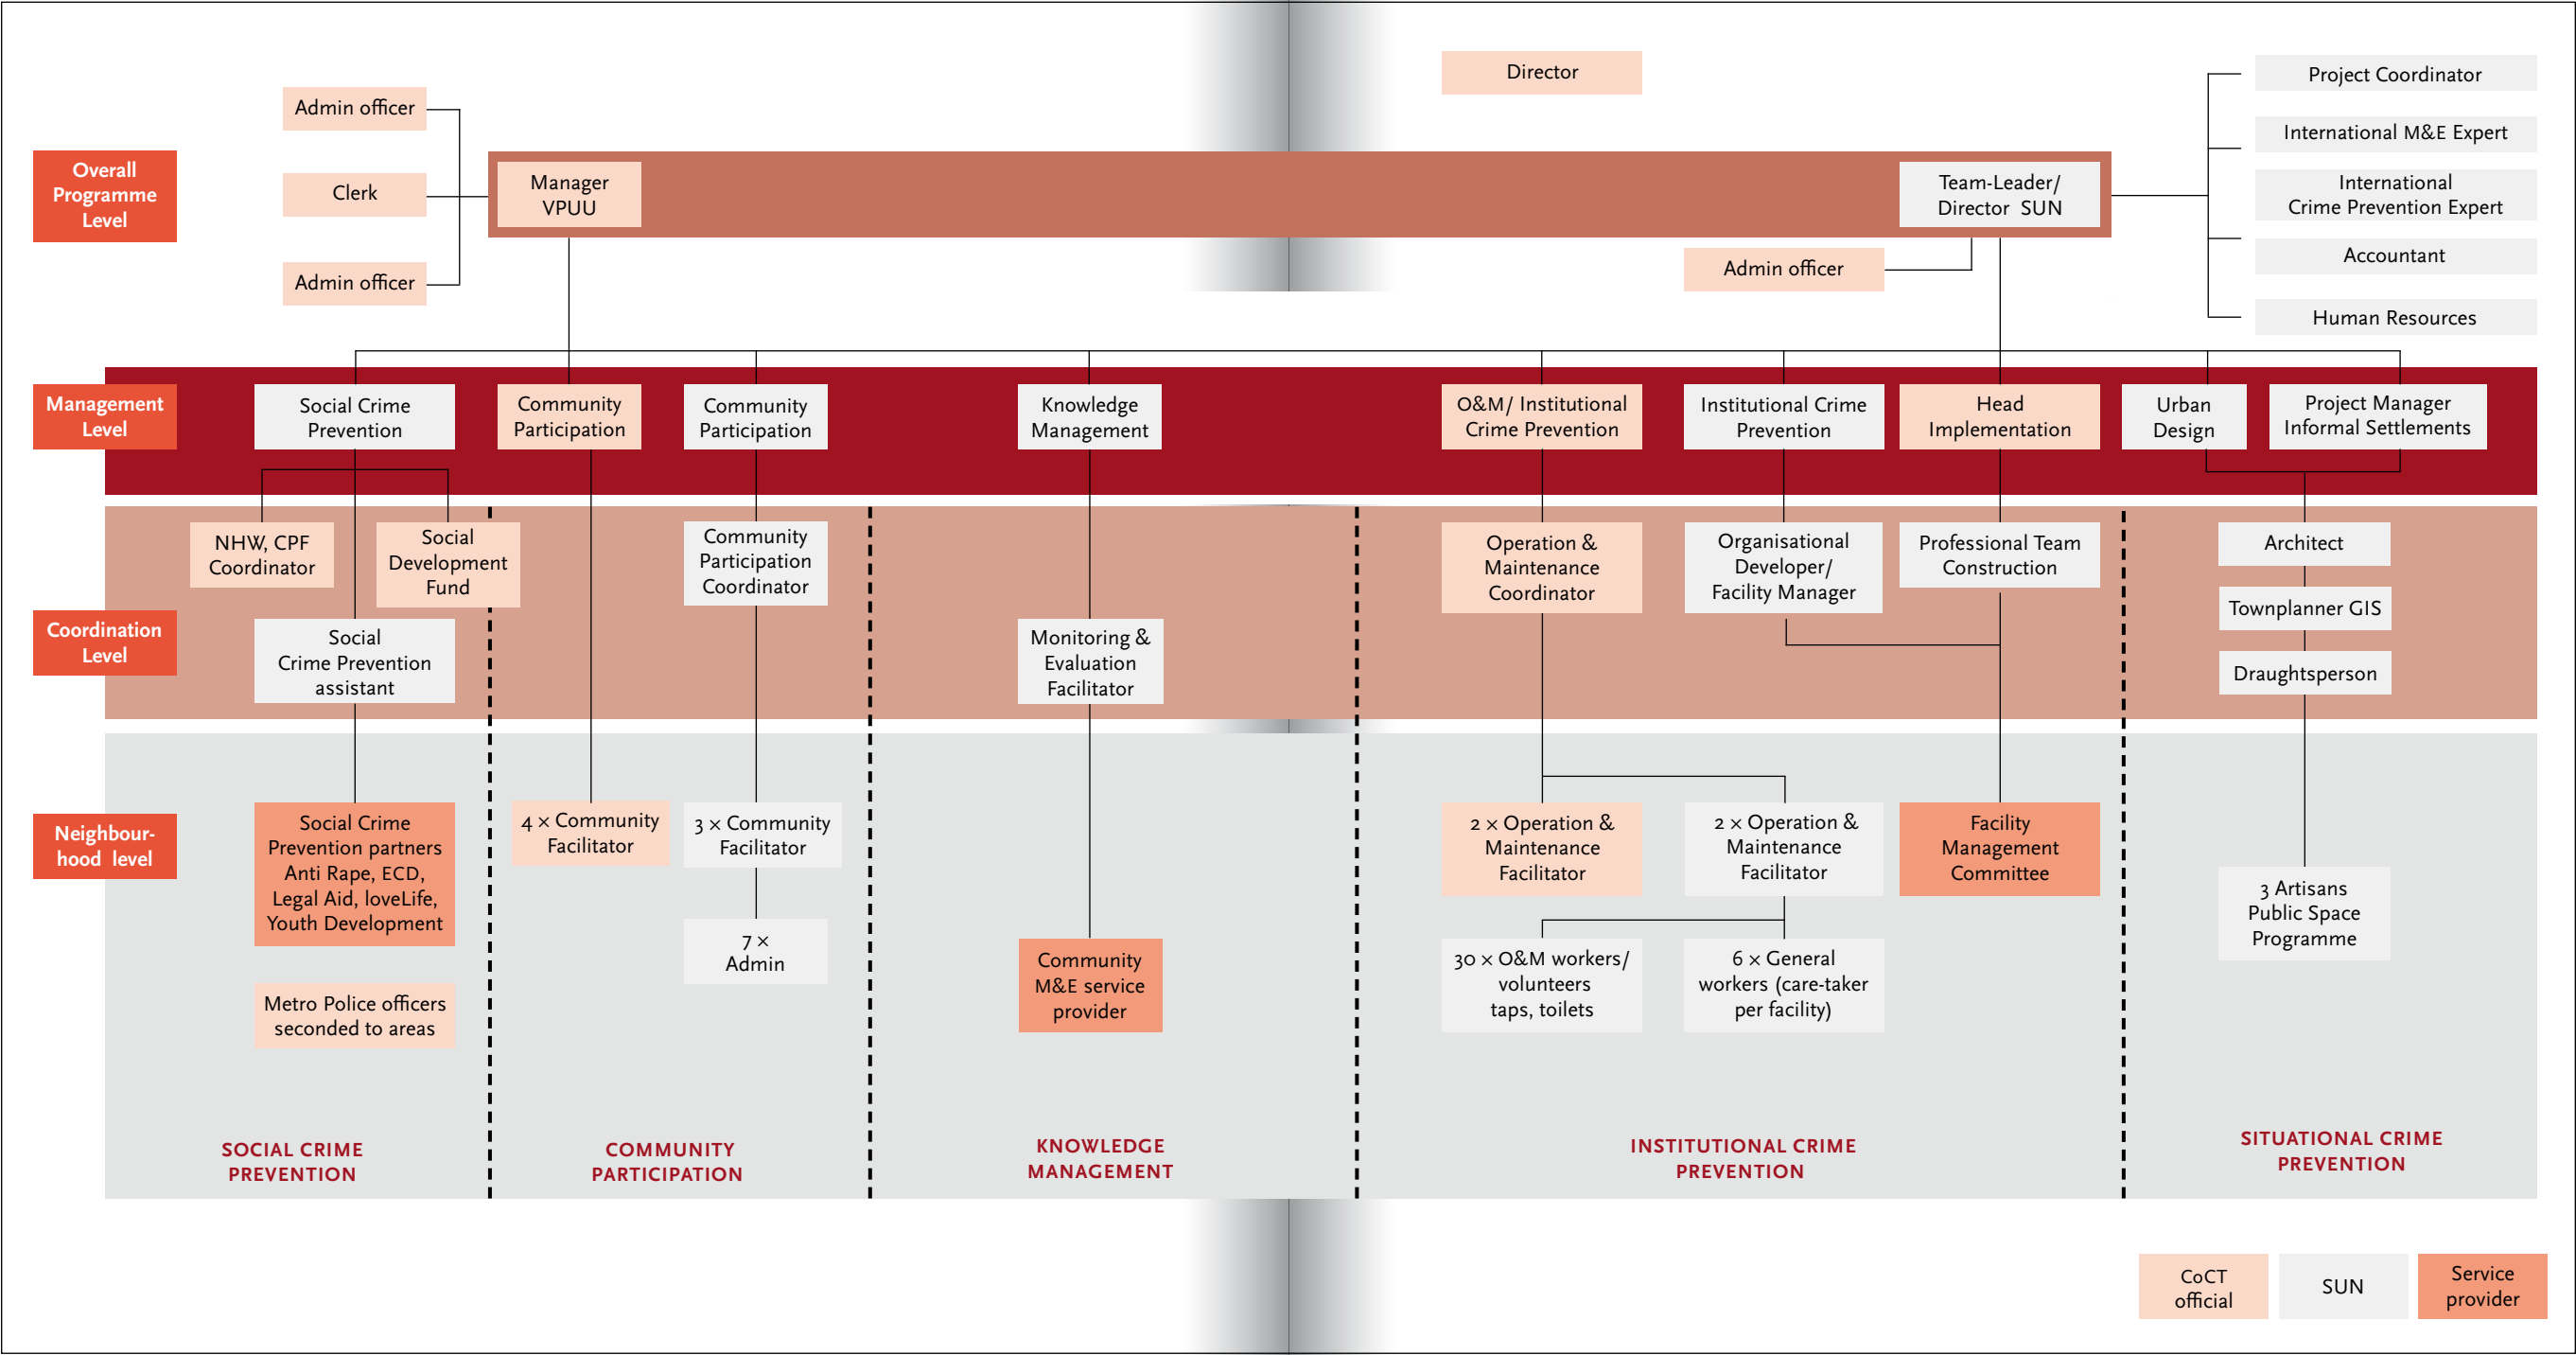 Director
Project Coordinator
Admin officer
International M&E Expert
Overall
Programme
Level
Clerk
Manager
VPUU
Team-Leader/
Director SUN
International
Crime Prevention Expert
Admin officer
Admin officer
Accountant
Human Resources
Management
Level
Social Crime
Prevention
Community
Participation
Community
Participation
Knowledge
Management
O&M/ Institutional
Crime Prevention
Institutional Crime
Prevention
Head
Implementation
Urban
Design
Project Manager
Informal Settlements
Coordination
Level
NHW, CPF
Coordinator
Social
Development
Fund
Social
Crime Prevention
assistant
Community
Participation
Coordinator
Monitoring &
Evaluation
Facilitator
Operation &
Maintenance
Coordinator
Organisational
Developer/
Facility Manager
Professional Team
Construction
Architect
Townplanner GIS
Draughtsperson
Neighbour-
hood level
Social Crime
Prevention partners
Anti Rape, ECD,
Legal Aid, loveLife,
Youth Development
Metro Police officers
seconded to areas
4 × Community
Facilitator
3 × Community
Facilitator
7 ×
Admin
Community
M&E service
provider
2 × Operation &
Maintenance
Facilitator
2 × Operation &
Maintenance
Facilitator
Facility
Management
Committee
30 × O&M workers/
volunteers
taps, toilets
6 × General
workers (care-taker
per facility)
3 Artisans
Public Space
Programme
SOCIAL CRIME
PREVENTION
COMMUNITY
PARTICIPATION
KNOWLEDGE
MANAGEMENT
INSTITUTIONAL CRIME
PREVENTION
SITUATIONAL CRIME
PREVENTION
CoCT
official
SUN
Service
provider